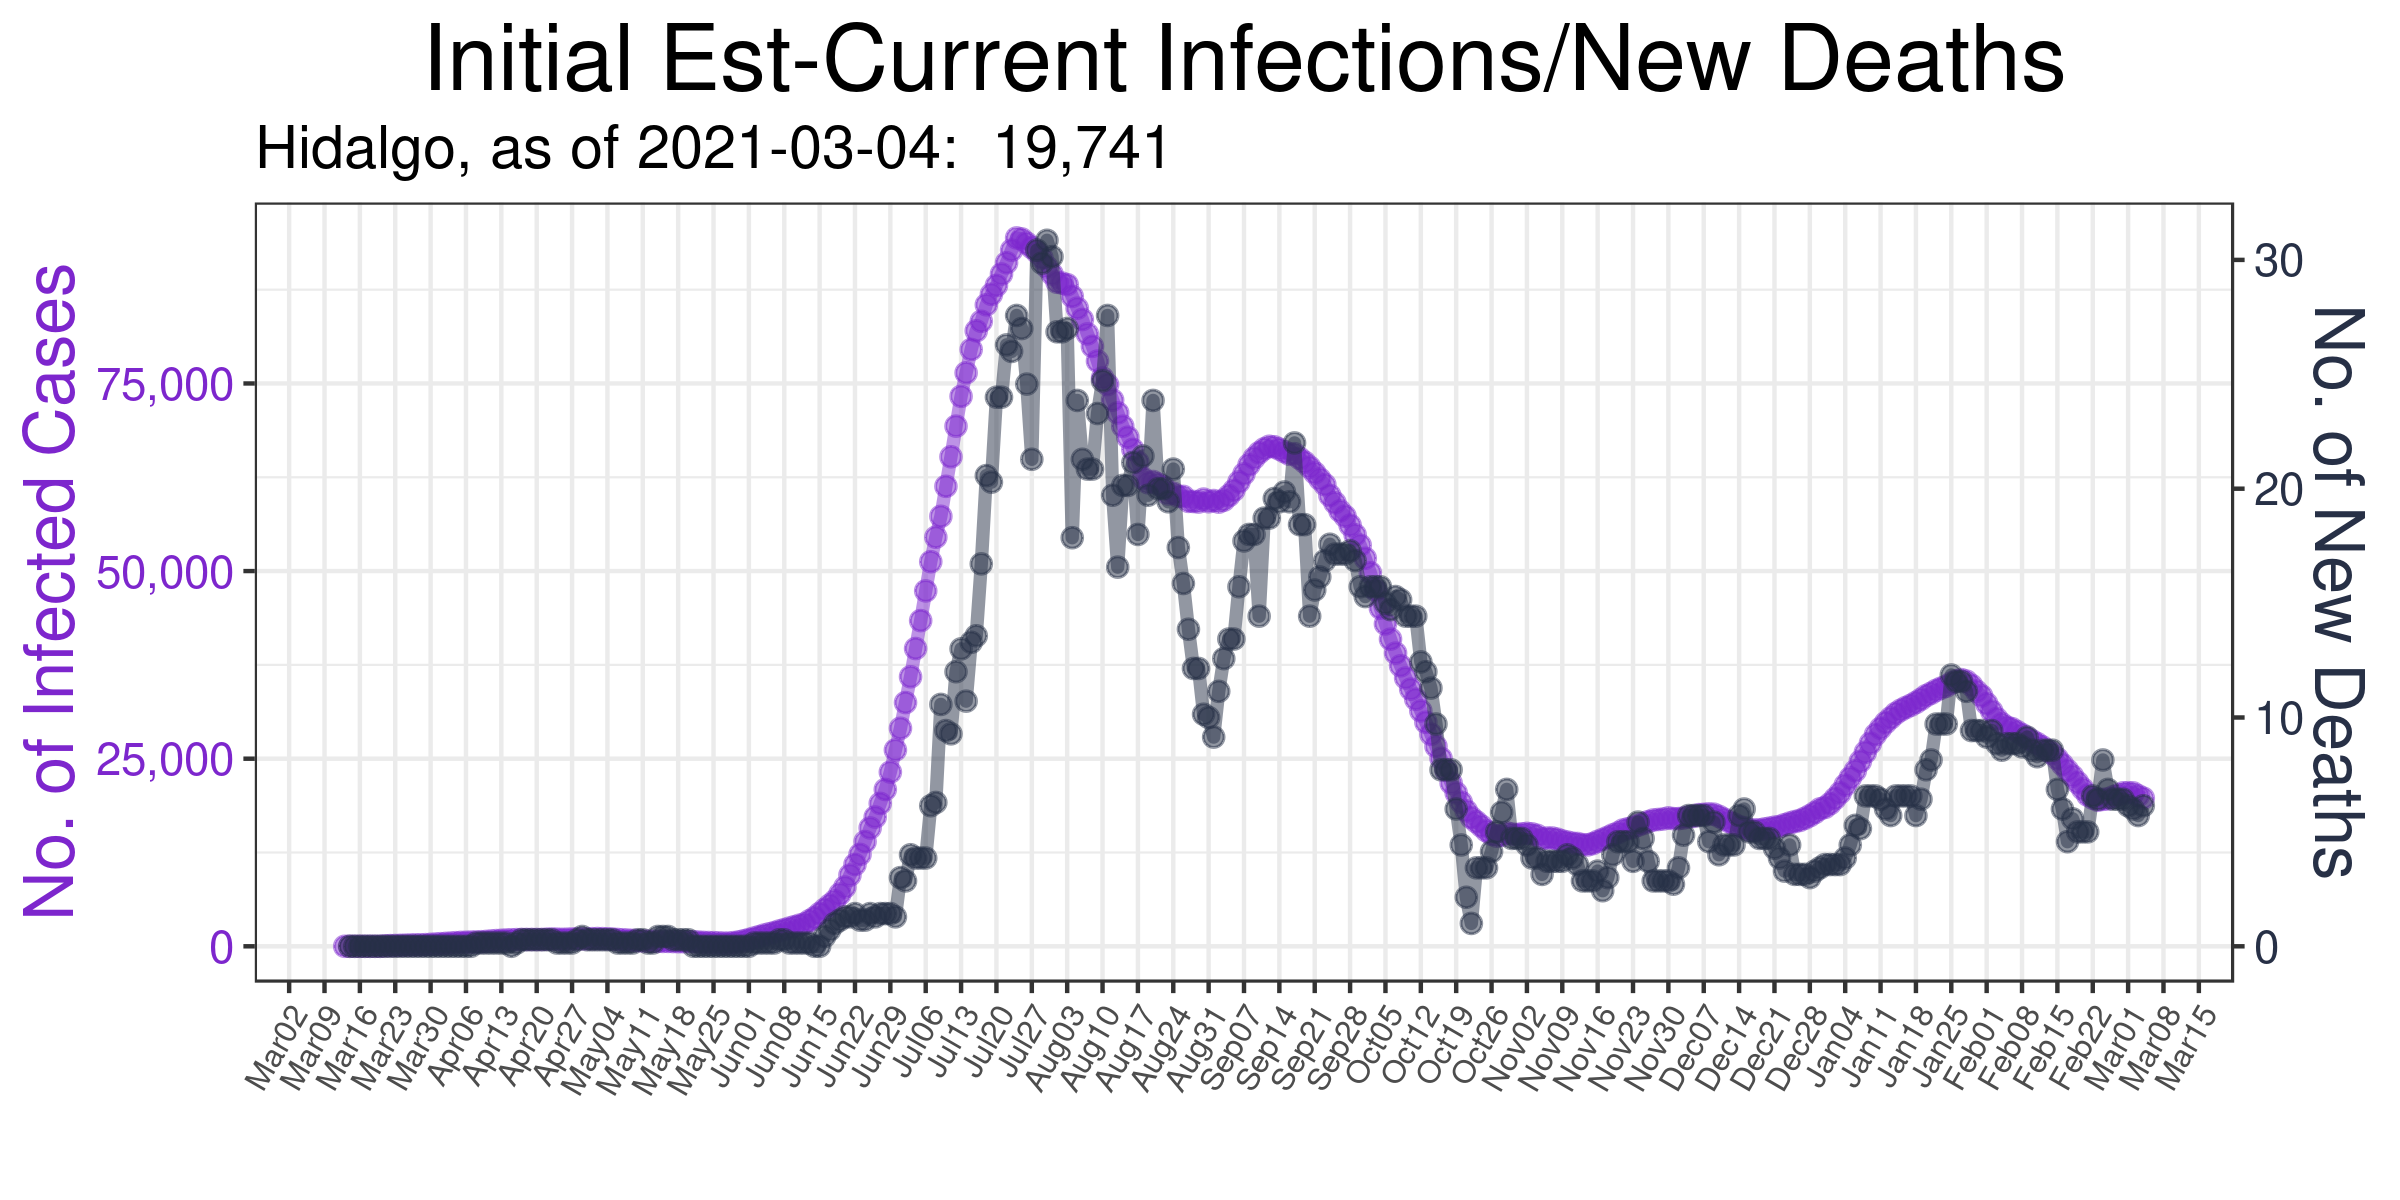 Initial Est-Current Infections/New Deaths
Hidalgo, as of 2021-03-04:  19,741
No. of Infected Cases
75,000
50,000
25,000
0
30
20
10
0
No. of New Deaths
Mar02
Mar09
Mar16
Mar23
Mar30
Apr06
Apr13
Apr20
Apr27
May04
May11
May18
May25
Jun01
Jun08
Jun15
Jun22
Jun29
Jul06
Jul13
Jul20
Jul27
Aug03
Aug10
Aug17
Aug24
Aug31
Sep07
Sep14
Sep21
Sep28
Oct05
Oct12
Oct19
Oct26
Nov02
Nov09
Nov16
Nov23
Nov30
Dec07
Dec14
Dec21
Dec28
Jan04
Jan11
Jan18
Jan25
Feb01
Feb08
Feb15
Feb22
Mar01
Mar08
Mar15